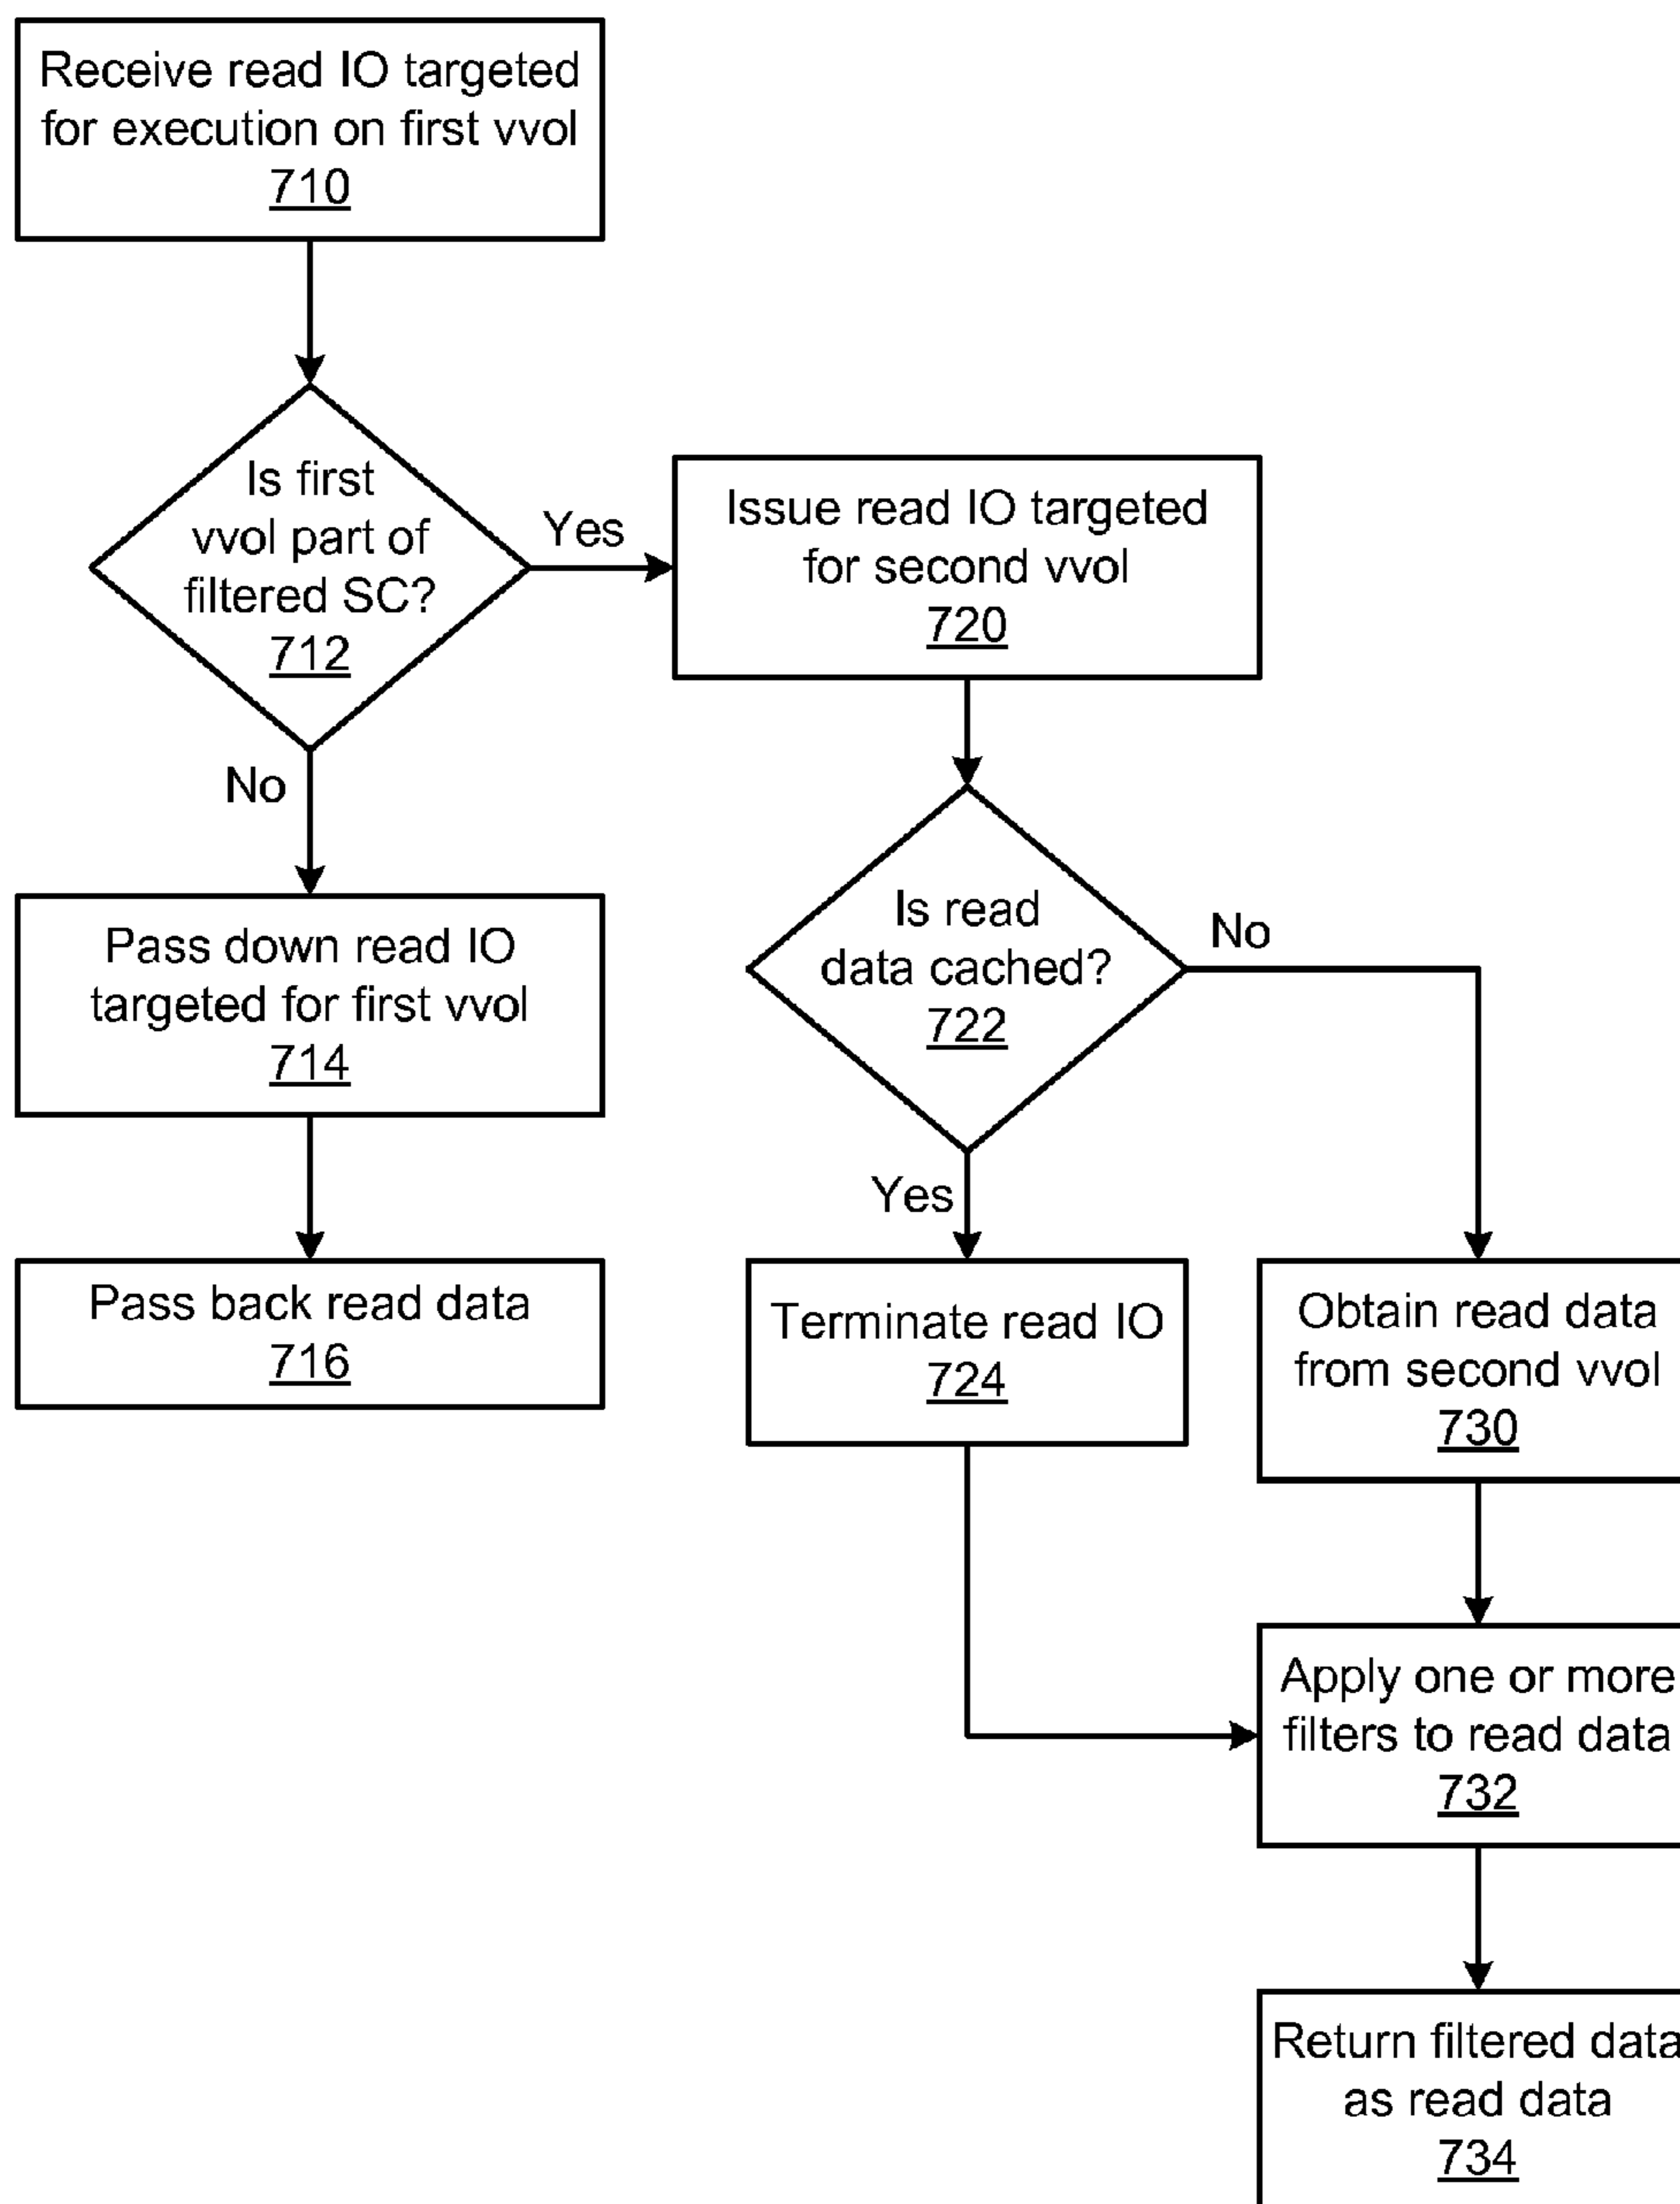 Receive read IO targeted
for execution on first vvol
710
Is first
vvol part of
filtered SC?
712
Yes
No
Issue read IO targeted
for second vvol
720
Pass down read IO
targeted for first vvol
714
Pass back read data
716
Is read
data cached?
722
No
Yes
Terminate read IO
724
Obtain read data
from second vvol
730
Apply one or more
filters to read data
732
Return filtered data
as read data
734